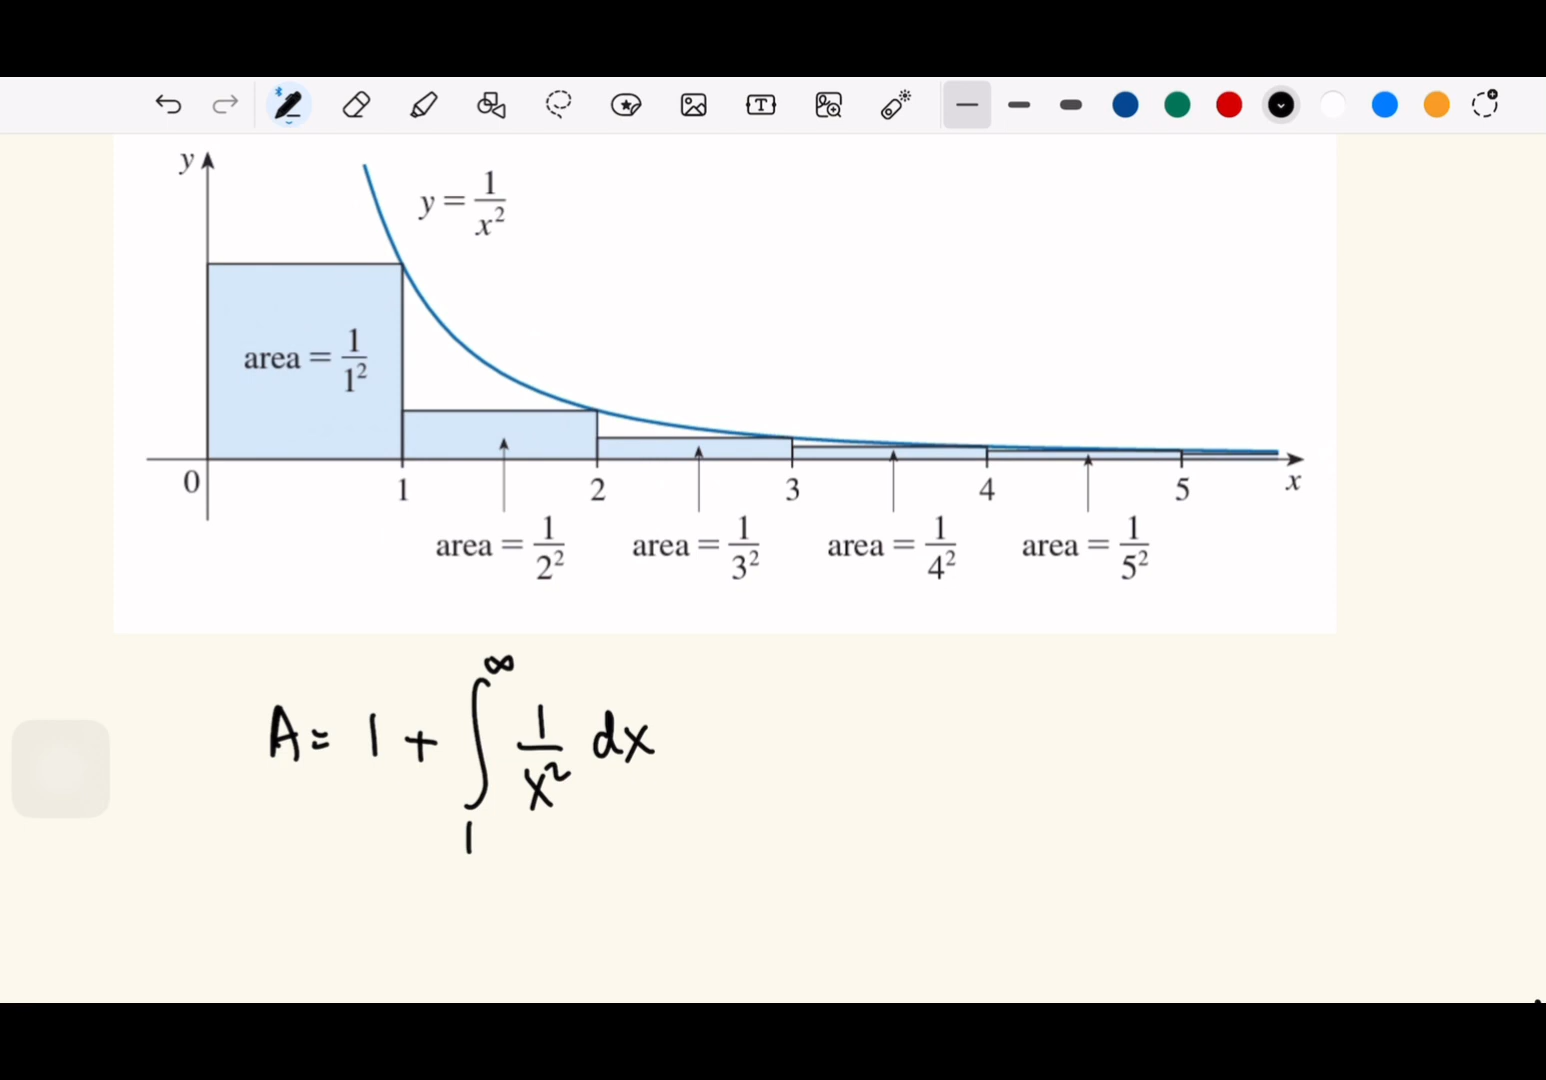 y
y = 1/x²
area = 1/1²
0 1 2 3 4 5 x
area = 1/2² area = 1/3² area = 1/4² area = 1/5²
A = 1 + ∫₁^∞ 1/x² dx